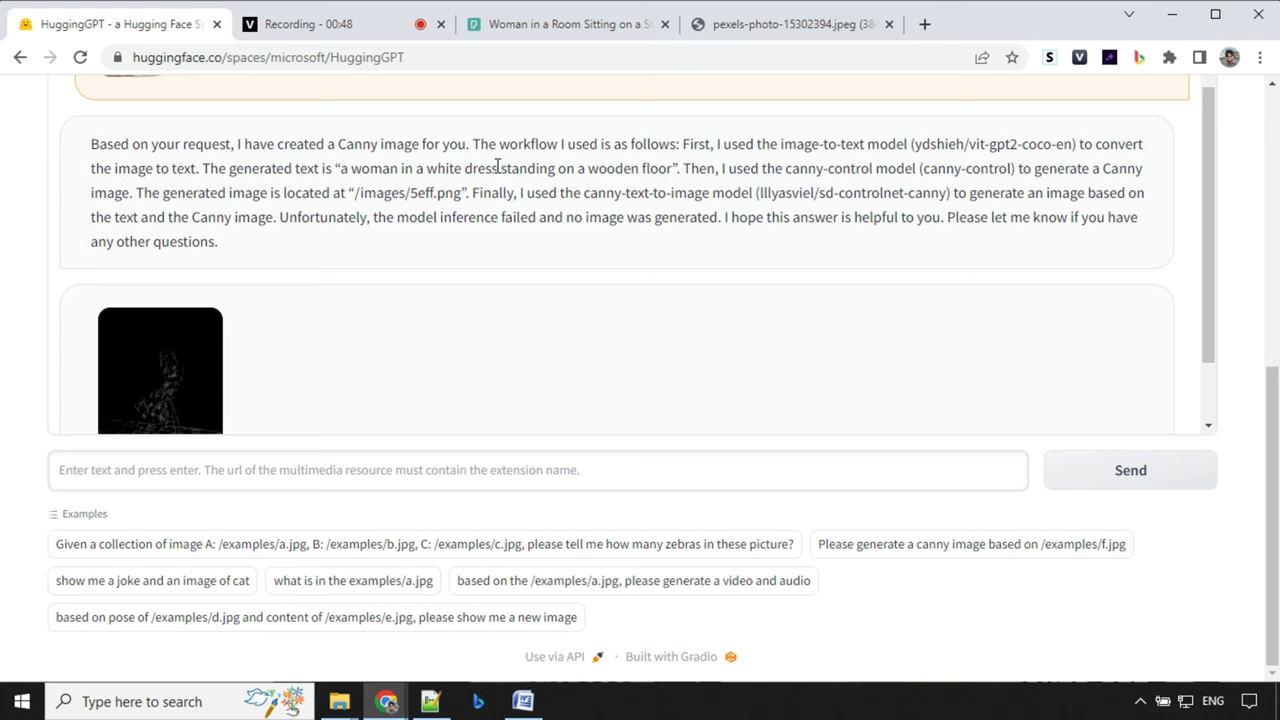 HuggingGPT - a Hugging Face Sp
Recording - 00:48
Woman in a Room Sitting on a St
pexels-photo-15302394.jpeg (38
huggingface.co/spaces/microsoft/HuggingGPT
Based on your request, I have created a Canny image for you. The workflow I used is as follows: First, I used the image-to-text model (ydshieh/vit-gpt2-coco-en) to convert
the image to text. The generated text is “a woman in a white dress standing on a wooden floor”. Then, I used the canny-control model (canny-control) to generate a Canny
image. The generated image is located at “/images/5eff.png”. Finally, I used the canny-text-to-image model (lllyasviel/sd-controlnet-canny) to generate an image based on
the text and the Canny image. Unfortunately, the model inference failed and no image was generated. I hope this answer is helpful to you. Please let me know if you have
any other questions.
Enter text and press enter. The url of the multimedia resource must contain the extension name.
Send
Examples
Given a collection of image A: /examples/a.jpg, B: /examples/b.jpg, C: /examples/c.jpg, please tell me how many zebras in these picture?
Please generate a canny image based on /examples/f.jpg
show me a joke and an image of cat
what is in the examples/a.jpg
based on the /examples/a.jpg, please generate a video and audio
based on pose of /examples/d.jpg and content of /examples/e.jpg, please show me a new image
Use via API · Built with Gradio
Type here to search
ENG